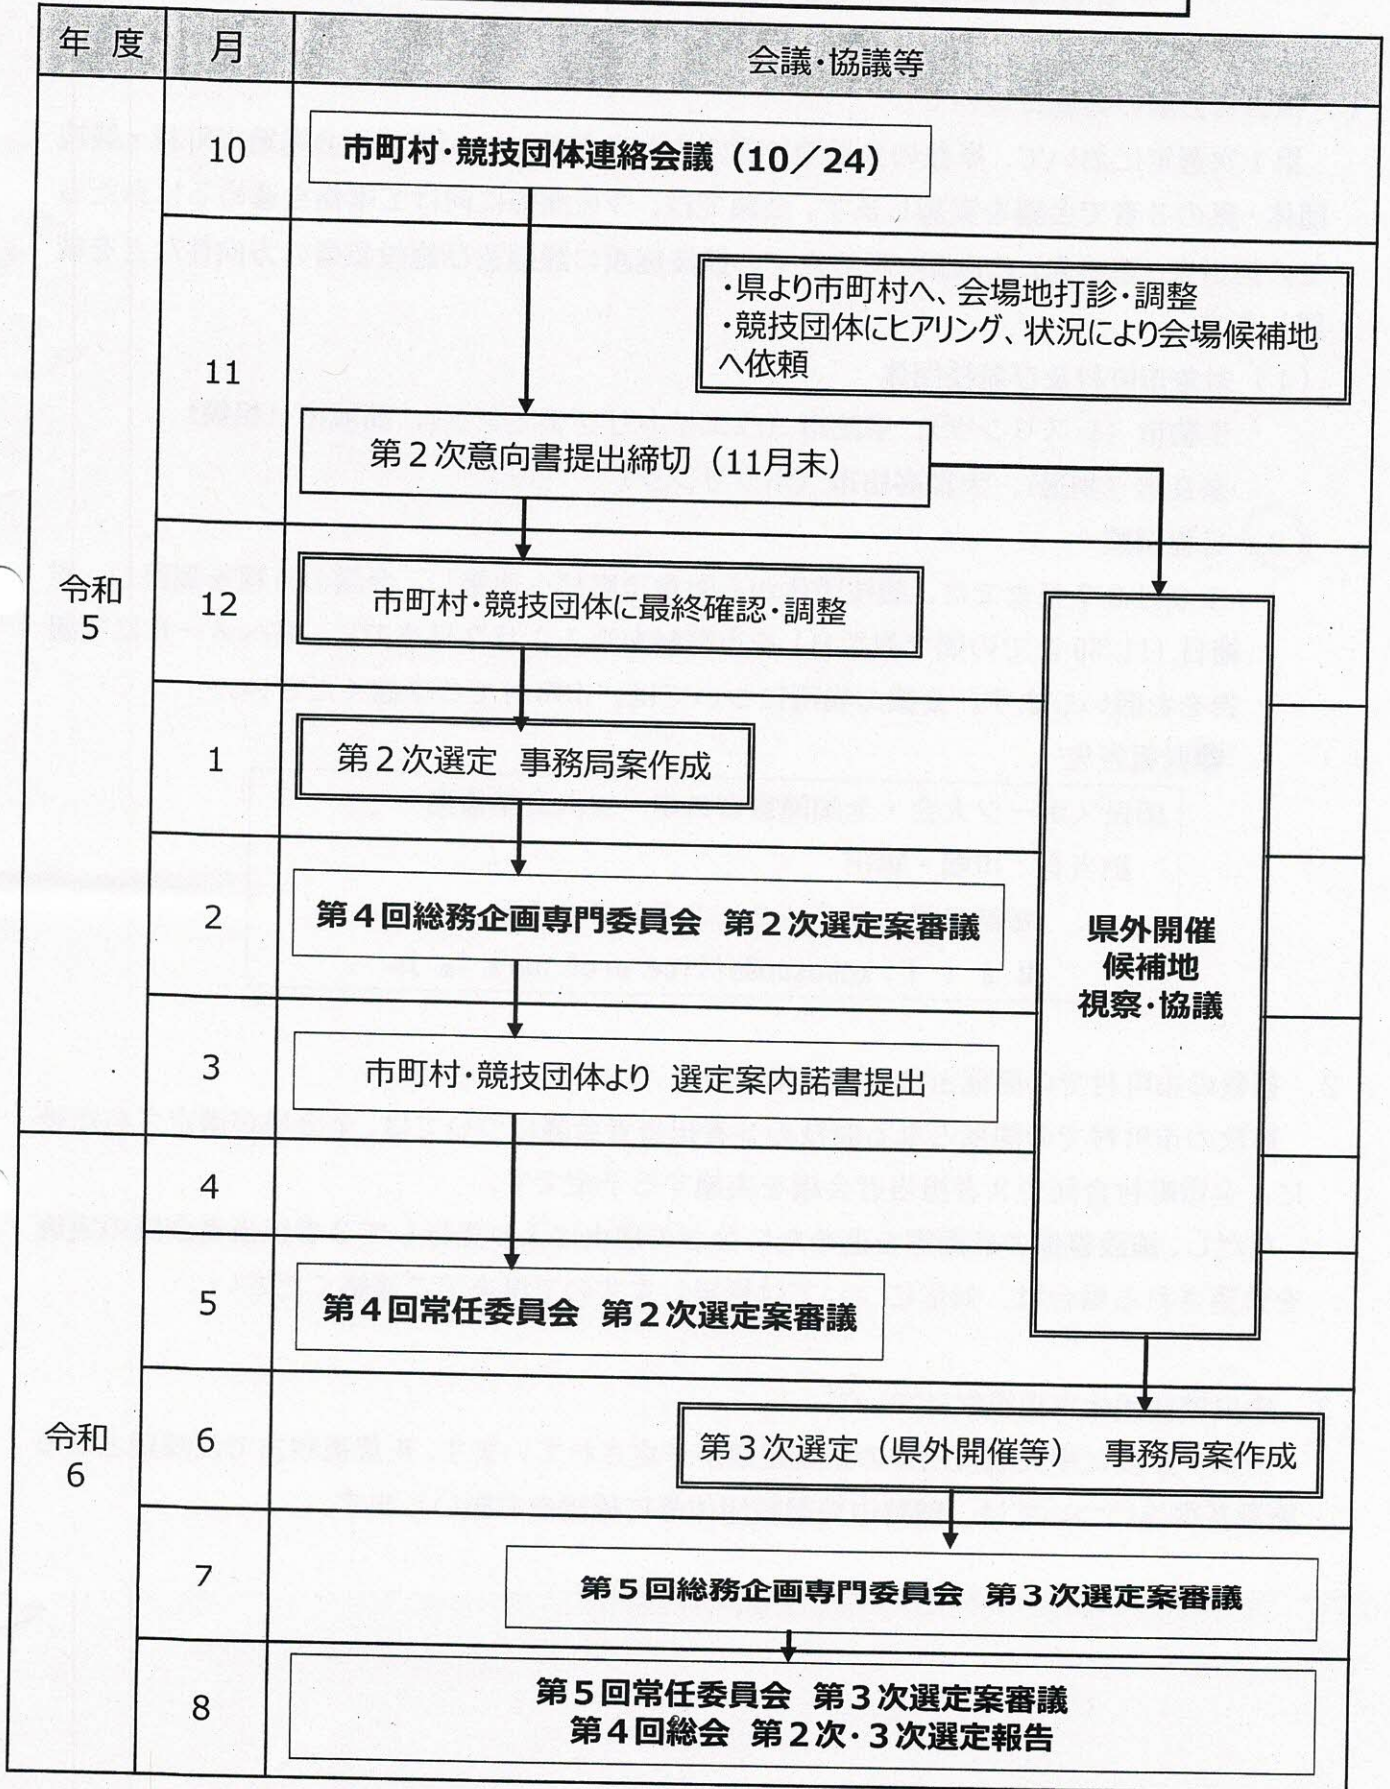 年 度 月 会議・協議等
10 市町村・競技団体連絡会議（10／24）
・県より市町村へ、会場地打診・調整
・競技団体にヒアリング、状況により会場候補地
へ依頼
11
第２次意向書提出締切（11月末）
令和
5
12 市町村・競技団体に最終確認・調整
1 第２次選定 事務局案作成
2 第４回総務企画専門委員会 第２次選定案審議
県外開催
候補地
視察・協議
3 市町村・競技団体より 選定案内諾書提出
4
5 第４回常任委員会 第２次選定案審議
令和
6
6 第３次選定（県外開催等） 事務局案作成
7 第５回総務企画専門委員会 第３次選定案審議
8 第５回常任委員会 第３次選定案審議
第４回総会 第２次・３次選定報告